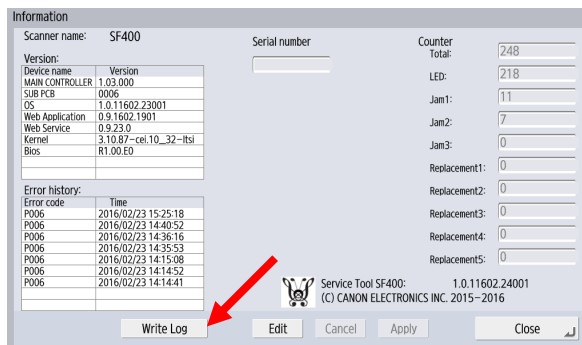 Information
Scanner name: SF400
Version:
Device name Version
MAIN CONTROLLER 1.03.000
SUB PCB 0006
OS 1.0.11602.23001
Web Application 0.9.1602.1901
Web Service 0.9.23.0
Kernel 3.10.87-cei.10_32-ltsi
Bios R1.00.E0
Error history:
Error code Time
P006 2016/02/23 15:25:18
P006 2016/02/23 14:40:52
P006 2016/02/23 14:36:16
P006 2016/02/23 14:35:53
P006 2016/02/23 14:15:08
P006 2016/02/23 14:14:52
P006 2016/02/23 14:14:41
Serial number
Counter
Total: 248
LED: 218
Jam1: 11
Jam2: 7
Jam3: 0
Replacement1: 0
Replacement2: 0
Replacement3: 0
Replacement4: 0
Replacement5: 0
Service Tool SF400: 1.0.11602.24001
(C) CANON ELECTRONICS INC. 2015-2016
Write Log Edit Cancel Apply Close